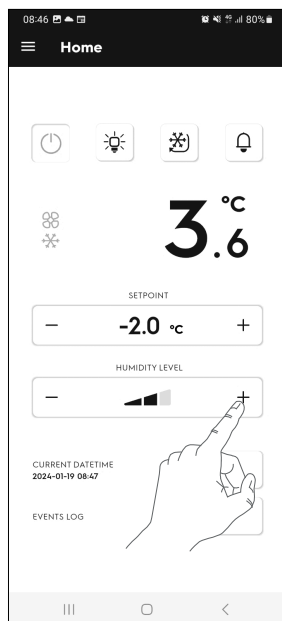 08:46 4G 80%
Home
3.6 °C
SETPOINT
− -2.0 °C +
HUMIDITY LEVEL
− +
CURRENT DATETIME
2024-01-19 08:47
EVENTS LOG